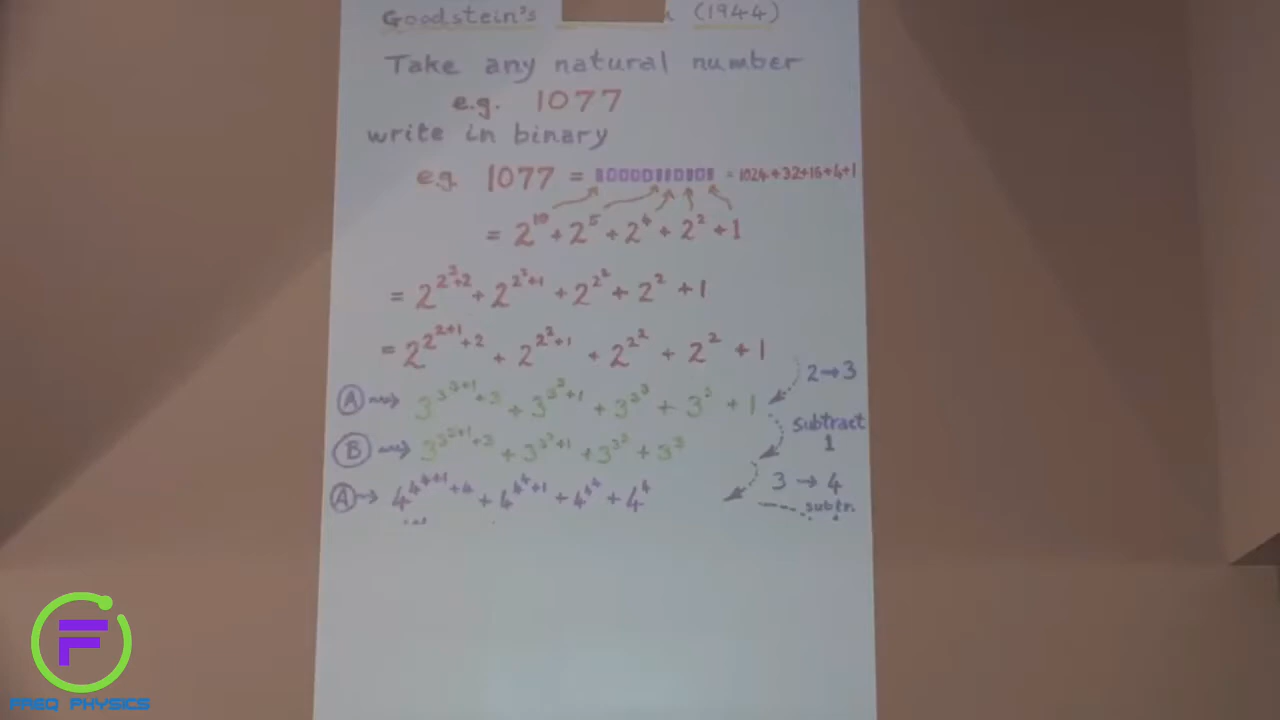 Goodstein's (1944)
Take any natural number
e.g. 1077
write in binary
e.g. 1077 = 10000110101 = 1024+32+16+4+1
= 2^10 + 2^5 + 2^4 + 2^2 + 1
= 2^(2^3+2) + 2^(2^2+1) + 2^(2^2) + 2^2 + 1
= 2^(2^(2+1)+2) + 2^(2^2+1) + 2^(2^2) + 2^2 + 1
2→3
Ⓐ 3^(3^(3+1)+3) + 3^(3^3+1) + 3^(3^3) + 3^3 + 1
subtract 1
Ⓑ 3^(3^(3+1)+3) + 3^(3^3+1) + 3^(3^3) + 3^3
3→4
Ⓐ 4^(4^(4+1)+4) + 4^(4^4+1) + 4^(4^4) + 4^4
subtr.
F
FREQ PHYSICS